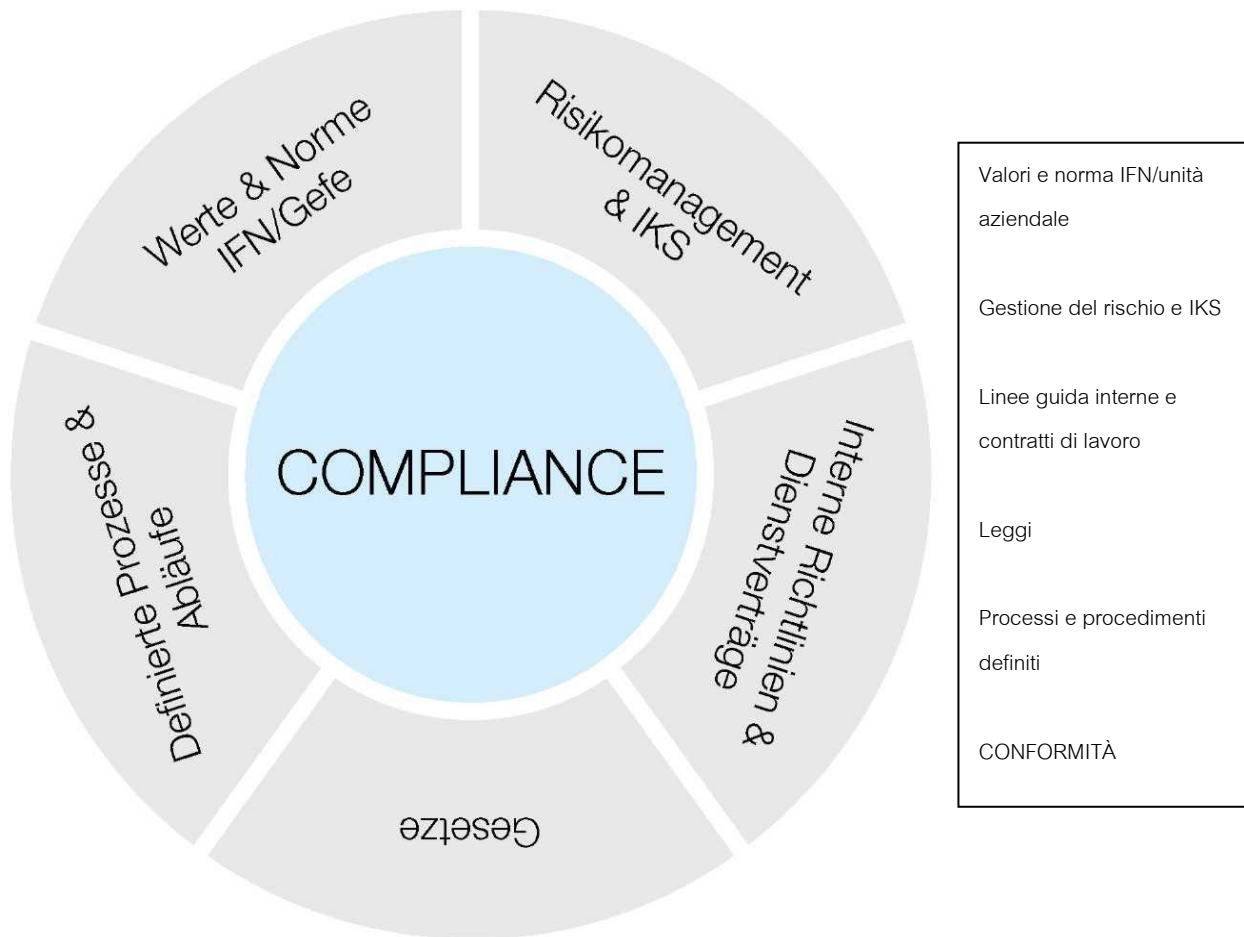 Werte & Norme
IFN/Gefe
Risikomanagement
& IKS
Interne Richtlinien &
Dienstverträge
Gesetze
Definierte Prozesse &
Abläufe
COMPLIANCE
Valori e norma IFN/unità
aziendale
Gestione del rischio e IKS
Linee guida interne e
contratti di lavoro
Leggi
Processi e procedimenti
definiti
CONFORMITÀ